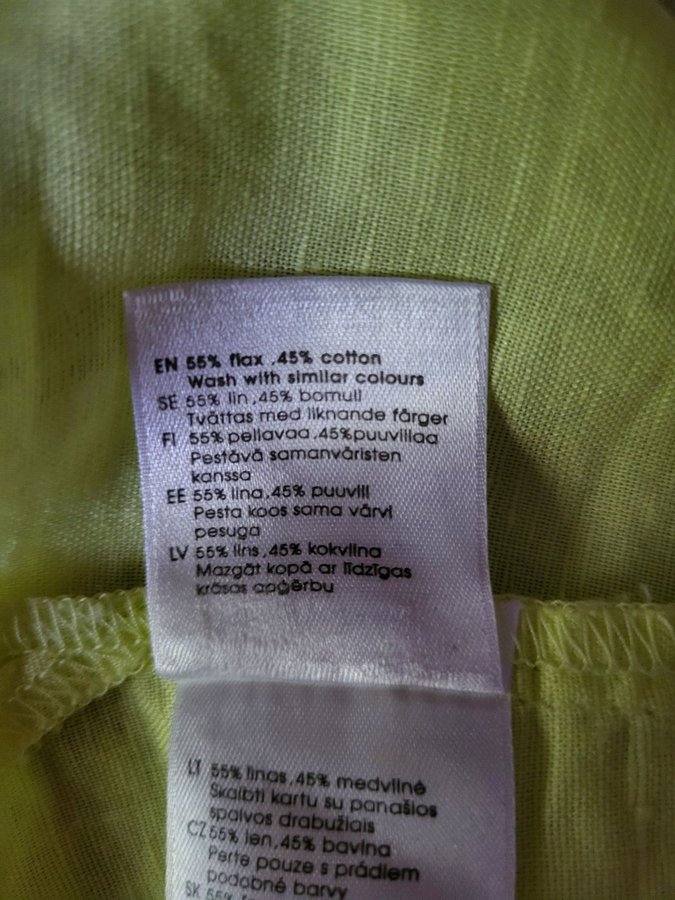 EN 55% flax ,45% cotton
Wash with similar colours
SE 55% lin ,45% bomull
Tvättas med liknande färger
FI 55% pellavaa ,45%puuvillaa
Pestävä samanväristen
kanssa
EE 55% lina ,45% puuvill
Pesta koos sama värvi
pesuga
LV 55% lins ,45% kokvilna
Mazgāt kopā ar līdzīgas
krāsas apģērbu
LT 55% linas ,45% medvilnė
Skalbti kartu su panašios
spalvos drabužiais
CZ 55% len ,45% bavlna
Perte pouze s prádlem
podobné barvy
SK 55%